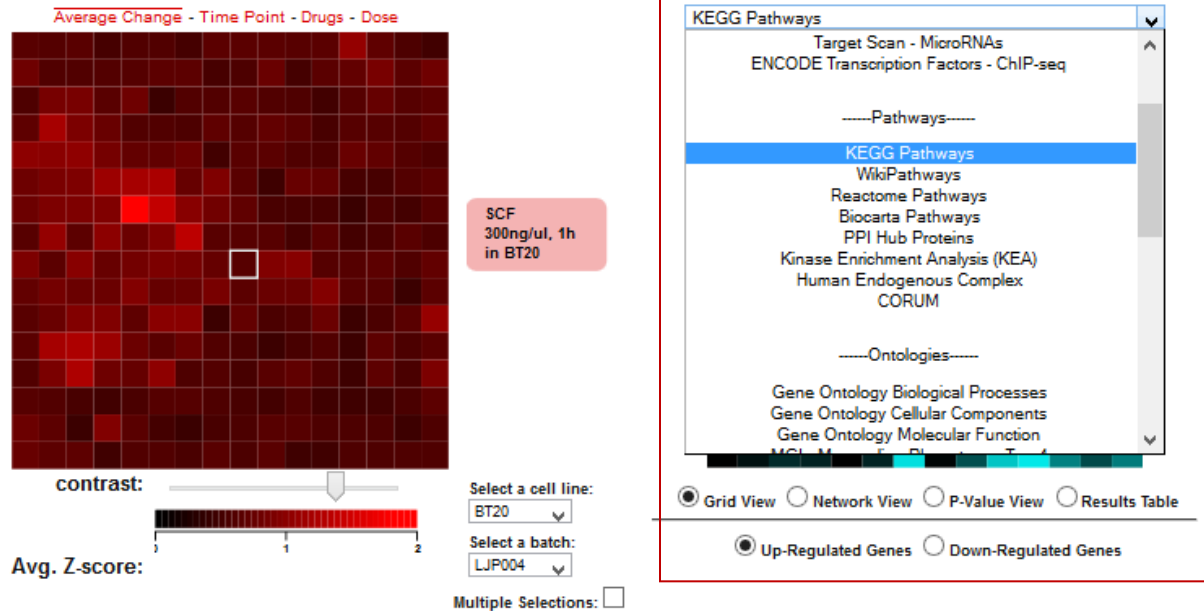 Average Change - Time Point - Drugs - Dose
SCF
300ng/ul, 1h
in BT20
contrast:
0 1 2
Avg. Z-score:
Select a cell line:
BT20
Select a batch:
LJP004
Multiple Selections:
KEGG Pathways
Target Scan - MicroRNAs
ENCODE Transcription Factors - ChIP-seq
------Pathways------
KEGG Pathways
WikiPathways
Reactome Pathways
Biocarta Pathways
PPI Hub Proteins
Kinase Enrichment Analysis (KEA)
Human Endogenous Complex
CORUM
------Ontologies------
Gene Ontology Biological Processes
Gene Ontology Cellular Components
Gene Ontology Molecular Function
Grid View Network View P-Value View Results Table
Up-Regulated Genes Down-Regulated Genes